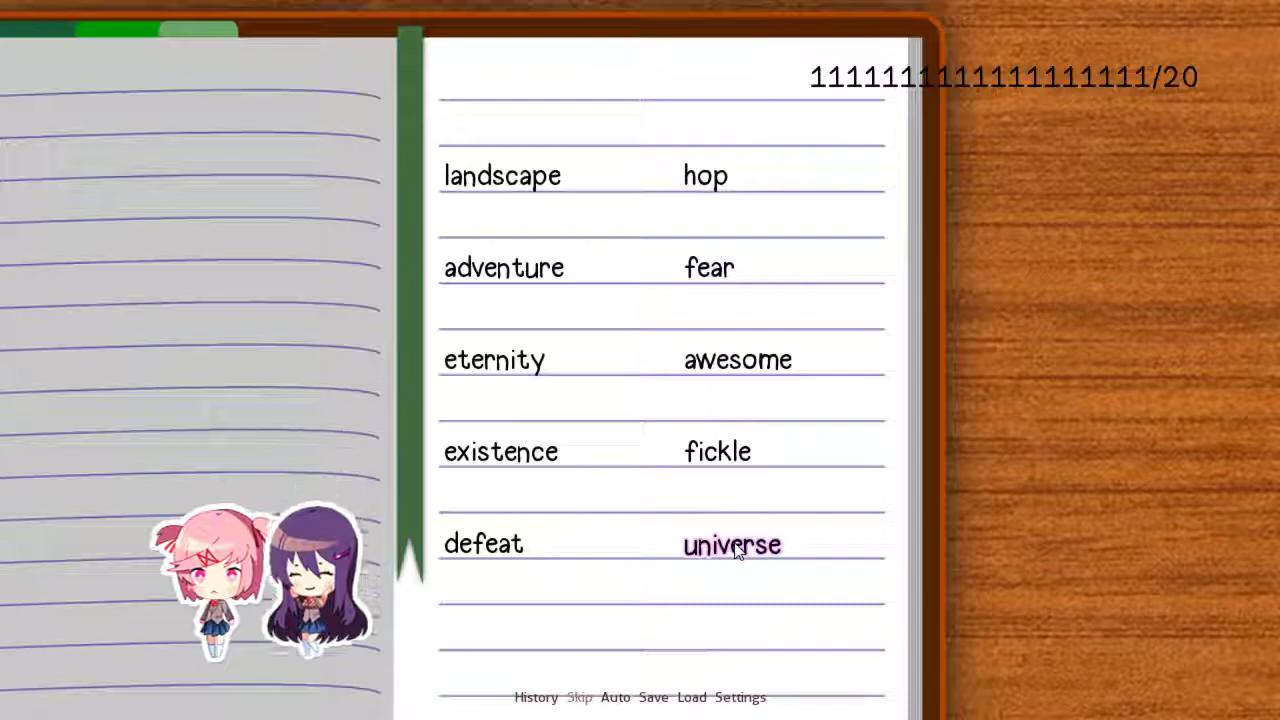 1111111111111111111/20
landscape hop
adventure fear
eternity awesome
existence fickle
defeat universe
History Skip Auto Save Load Settings